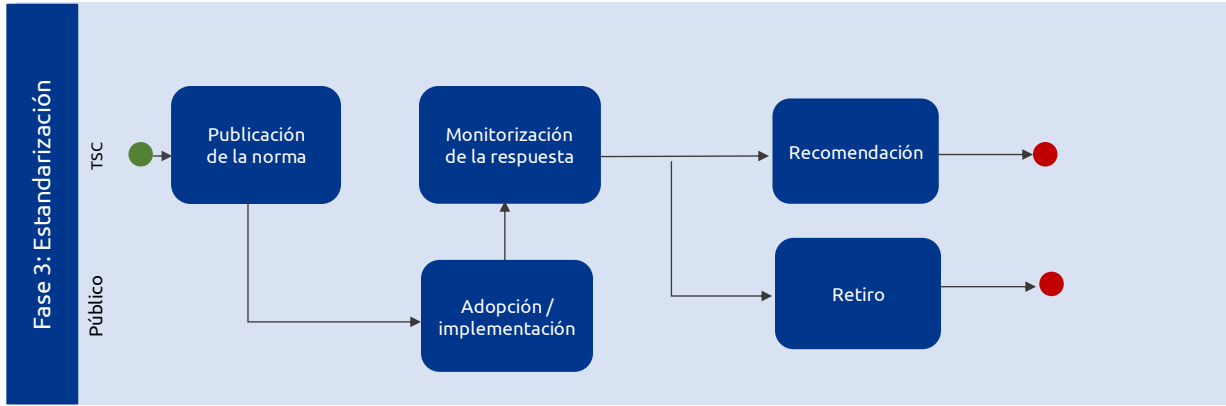 Fase 3: Estandarización
TSC
Publicación
de la norma
Monitorización
de la respuesta
Recomendación
Público
Adopción /
implementación
Retiro